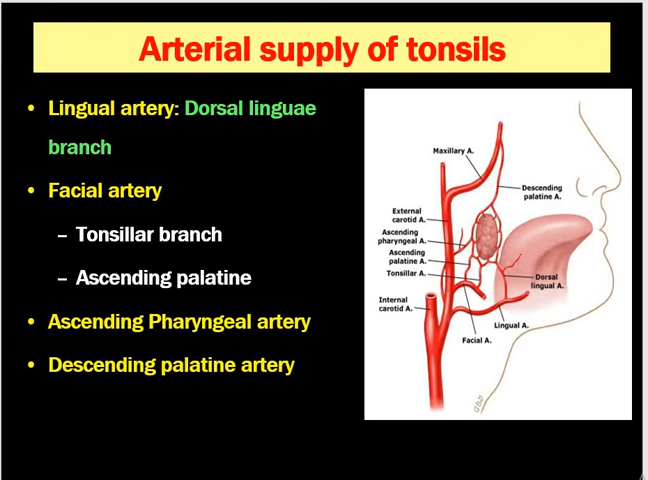 Arterial supply of tonsils
• Lingual artery: Dorsal linguae
branch
• Facial artery
– Tonsillar branch
– Ascending palatine
• Ascending Pharyngeal artery
• Descending palatine artery
Maxillary A.
Descending
palatine A.
External
carotid A.
Ascending
pharyngeal A.
Ascending
palatine A.
Tonsillar A.
Internal
carotid A.
Dorsal
lingual A.
Lingual A.
Facial A.